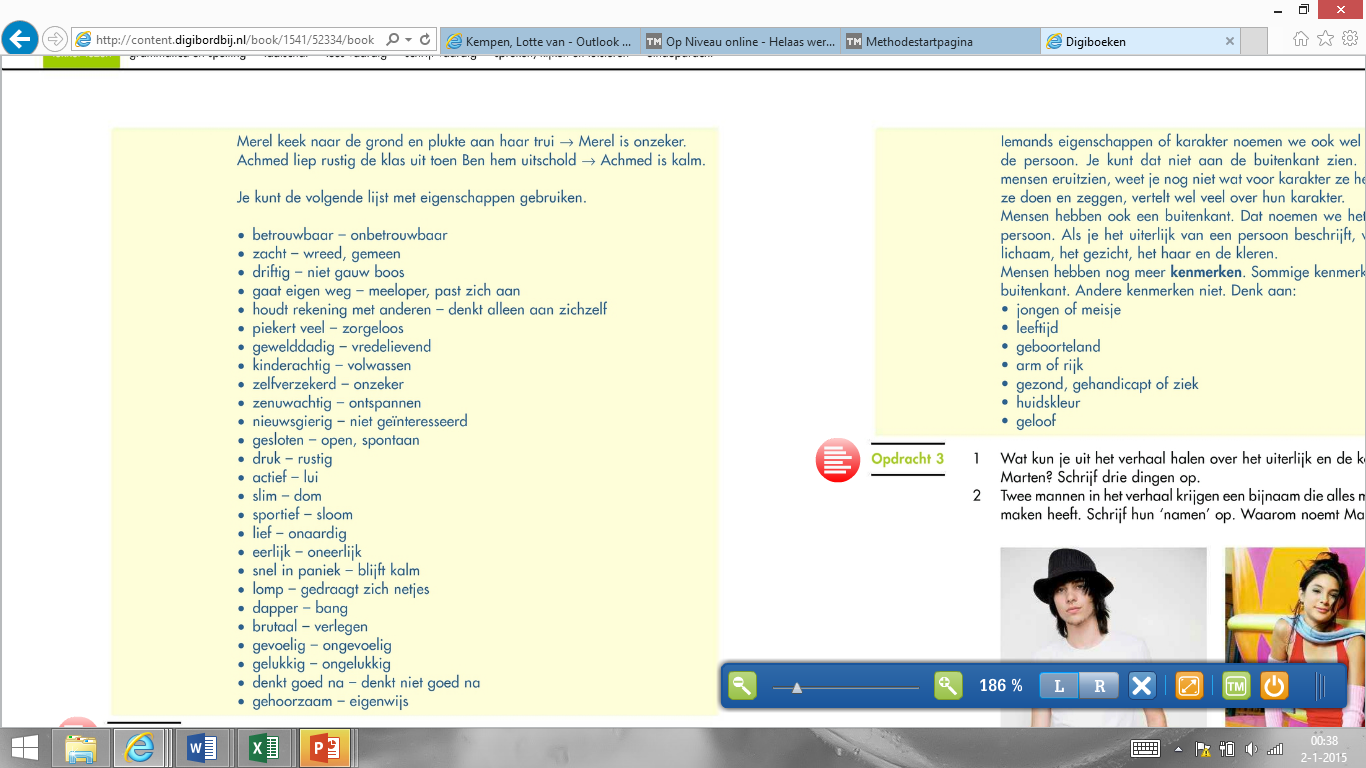 http://content.digibordbij.nl/book/1541/52334/book
Kempen, Lotte van - Outlook ...
Op Niveau online - Helaas wer...
Methodestartpagina
Digiboeken
Merel keek naar de grond en plukte aan haar trui → Merel is onzeker.
Achmed liep rustig de klas uit toen Ben hem uitschold → Achmed is kalm.
Je kunt de volgende lijst met eigenschappen gebruiken.
• betrouwbaar – onbetrouwbaar
• zacht – wreed, gemeen
• driftig – niet gauw boos
• gaat eigen weg – meeloper, past zich aan
• houdt rekening met anderen – denkt alleen aan zichzelf
• piekert veel – zorgeloos
• gewelddadig – vredelievend
• kinderachtig – volwassen
• zelfverzekerd – onzeker
• zenuwachtig – ontspannen
• nieuwsgierig – niet geïnteresseerd
• gesloten – open, spontaan
• druk – rustig
• actief – lui
• slim – dom
• sportief – sloom
• lief – onaardig
• eerlijk – oneerlijk
• snel in paniek – blijft kalm
• lomp – gedraagt zich netjes
• dapper – bang
• brutaal – verlegen
• gevoelig – ongevoelig
• gelukkig – ongelukkig
• denkt goed na – denkt niet goed na
• gehoorzaam – eigenwijs
Iemands eigenschappen of karakter noemen we ook wel
de persoon. Je kunt dat niet aan de buitenkant zien.
mensen eruitzien, weet je nog niet wat voor karakter ze he
ze doen en zeggen, vertelt wel veel over hun karakter.
Mensen hebben ook een buitenkant. Dat noemen we het
persoon. Als je het uiterlijk van een persoon beschrijft, v
lichaam, het gezicht, het haar en de kleren.
Mensen hebben nog meer kenmerken. Sommige kenmerk
buitenkant. Andere kenmerken niet. Denk aan:
• jongen of meisje
• leeftijd
• geboorteland
• arm of rijk
• gezond, gehandicapt of ziek
• huidskleur
• geloof
Opdracht 3
1 Wat kun je uit het verhaal halen over het uiterlijk en de k
Marten? Schrijf drie dingen op.
2 Twee mannen in het verhaal krijgen een bijnaam die alles m
maken heeft. Schrijf hun ‘namen’ op. Waarom noemt Ma
186 %
L
R
TM
00:38
2-1-2015